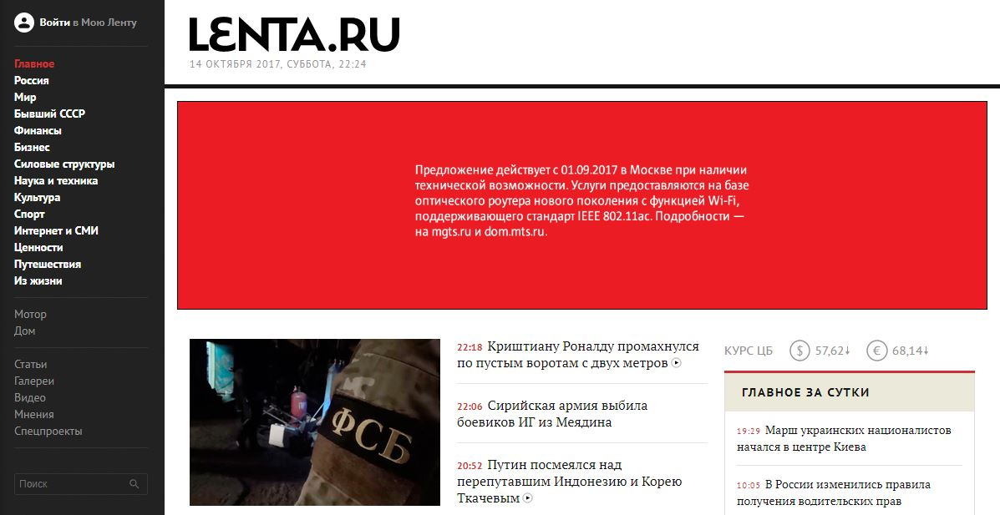 Войти в Мою Ленту
Главное
Россия
Мир
Бывший СССР
Финансы
Бизнес
Силовые структуры
Наука и техника
Культура
Спорт
Интернет и СМИ
Ценности
Путешествия
Из жизни
Мотор
Дом
Статьи
Галереи
Видео
Мнения
Спецпроекты
Поиск
LENTA.RU
14 ОКТЯБРЯ 2017, СУББОТА, 22:24
Предложение действует с 01.09.2017 в Москве при наличии
технической возможности. Услуги предоставляются на базе
оптического роутера нового поколения с функцией Wi-Fi,
поддерживающего стандарт IEEE 802.11ac. Подробности —
на mgts.ru и dom.mts.ru.
ФСБ
22:18 Криштиану Роналду промахнулся
по пустым воротам с двух метров
22:06 Сирийская армия выбила
боевиков ИГ из Меядина
20:52 Путин посмеялся над
перепутавшим Индонезию и Корею
Ткачевым
КУРС ЦБ $ 57,62↓ € 68,14↓
ГЛАВНОЕ ЗА СУТКИ
19:29 Марш украинских националистов
начался в центре Киева
10:05 В России изменились правила
получения водительских прав